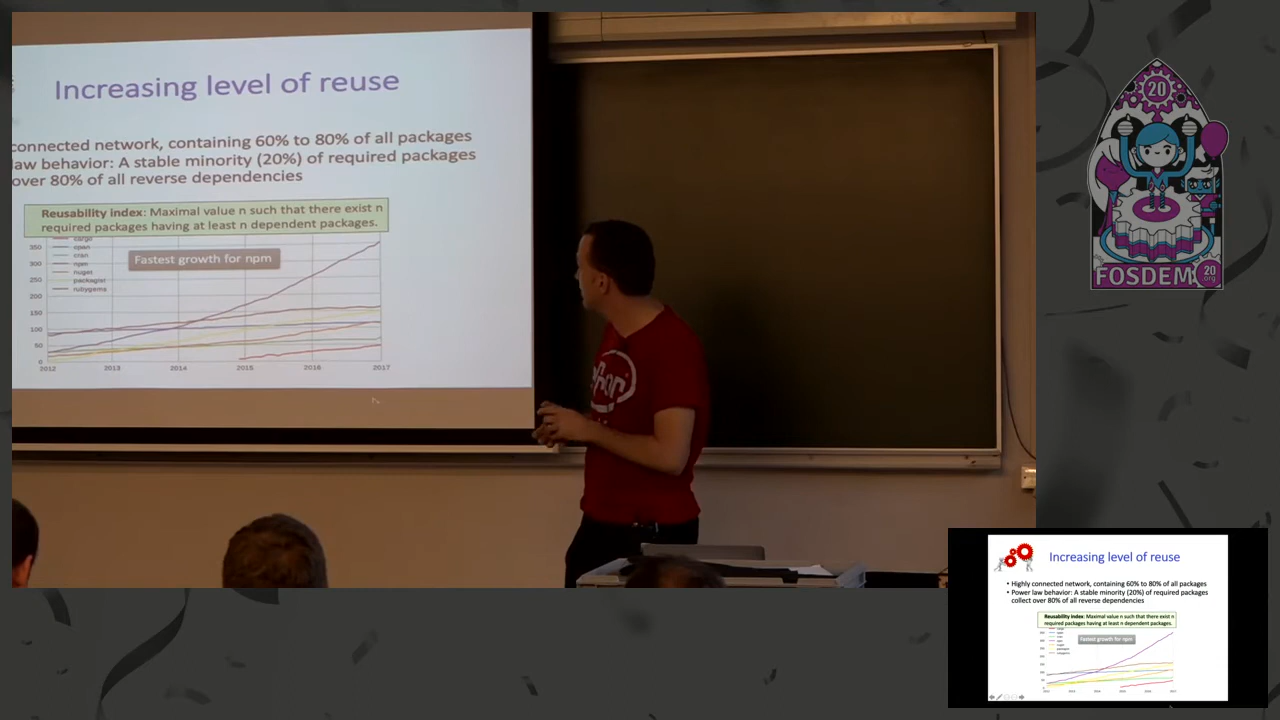 Increasing level of reuse
connected network, containing 60% to 80% of all packages
law behavior: A stable minority (20%) of required packages
over 80% of all reverse dependencies
Reusability index: Maximal value n such that there exist n
required packages having at least n dependent packages.
cargo
cpan
cran
npm
nuget
packagist
rubygems
Fastest growth for npm
350
300
250
200
150
100
50
0
2012 2013 2014 2015 2016 2017
20
FOSDEM 20
.org
Increasing level of reuse
• Highly connected network, containing 60% to 80% of all packages
• Power law behavior: A stable minority (20%) of required packages
collect over 80% of all reverse dependencies
Reusability index: Maximal value n such that there exist n
required packages having at least n dependent packages.
Fastest growth for npm